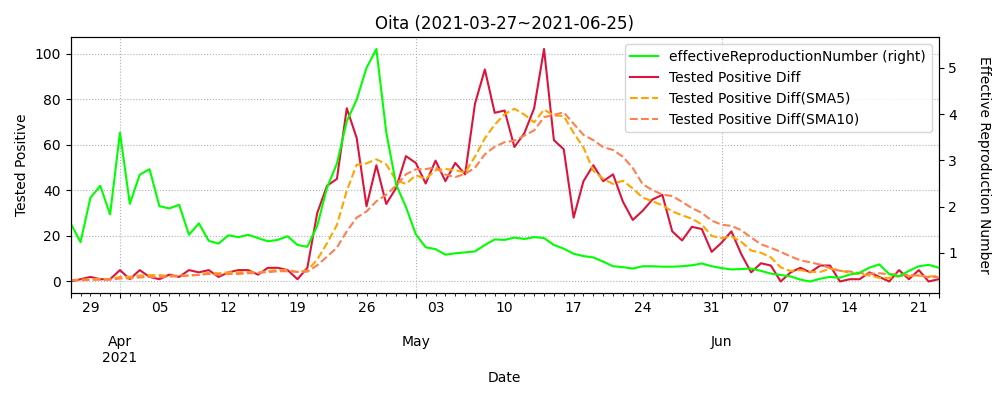 Oita (2021-03-27~2021-06-25)
effectiveReproductionNumber (right)
Tested Positive Diff
Tested Positive Diff(SMA5)
Tested Positive Diff(SMA10)
Tested Positive
100
80
60
40
20
0
Effective Reproduction Number
5
4
3
2
1
29 05 12 19 26 03 10 17 24 31 07 14 21
Apr May Jun
2021
Date